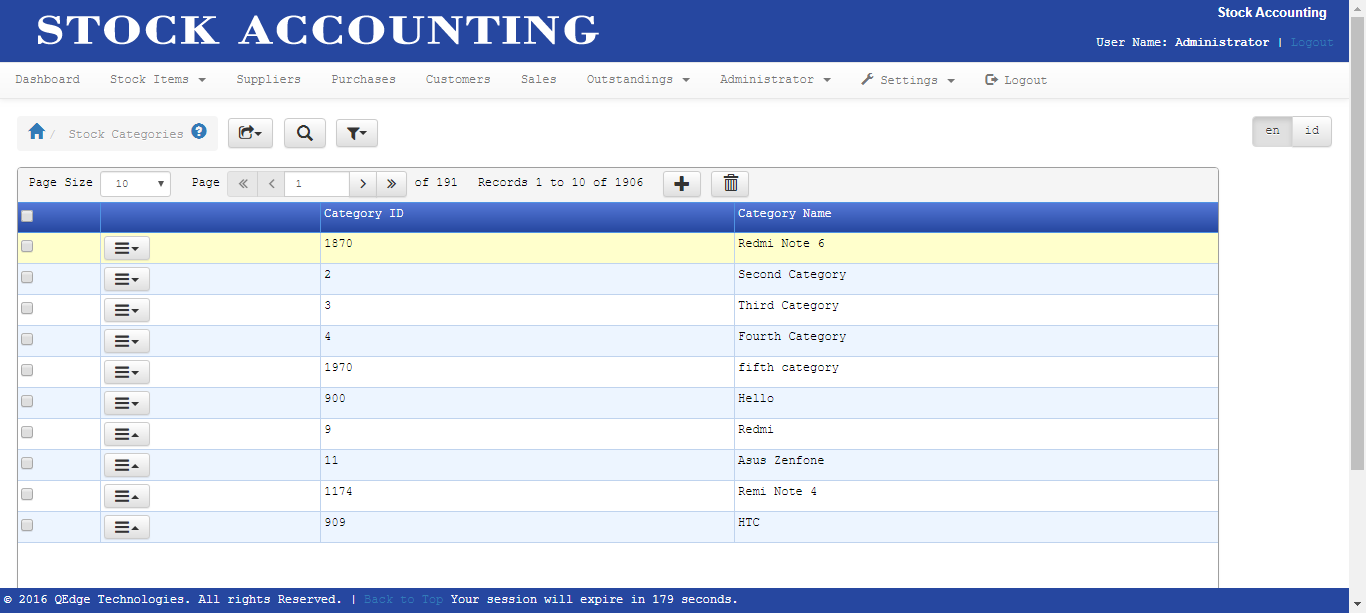 STOCK ACCOUNTING
Stock Accounting
User Name: Administrator | Logout
Dashboard Stock Items Suppliers Purchases Customers Sales Outstandings Administrator Settings Logout
/ Stock Categories ?
en id
Page Size 10 Page « < 1 > » of 191 Records 1 to 10 of 1906
Category ID Category Name
1870 Redmi Note 6
2 Second Category
3 Third Category
4 Fourth Category
1970 fifth category
900 Hello
9 Redmi
11 Asus Zenfone
1174 Remi Note 4
909 HTC
© 2016 QEdge Technologies. All rights Reserved. | Back to Top Your session will expire in 179 seconds.